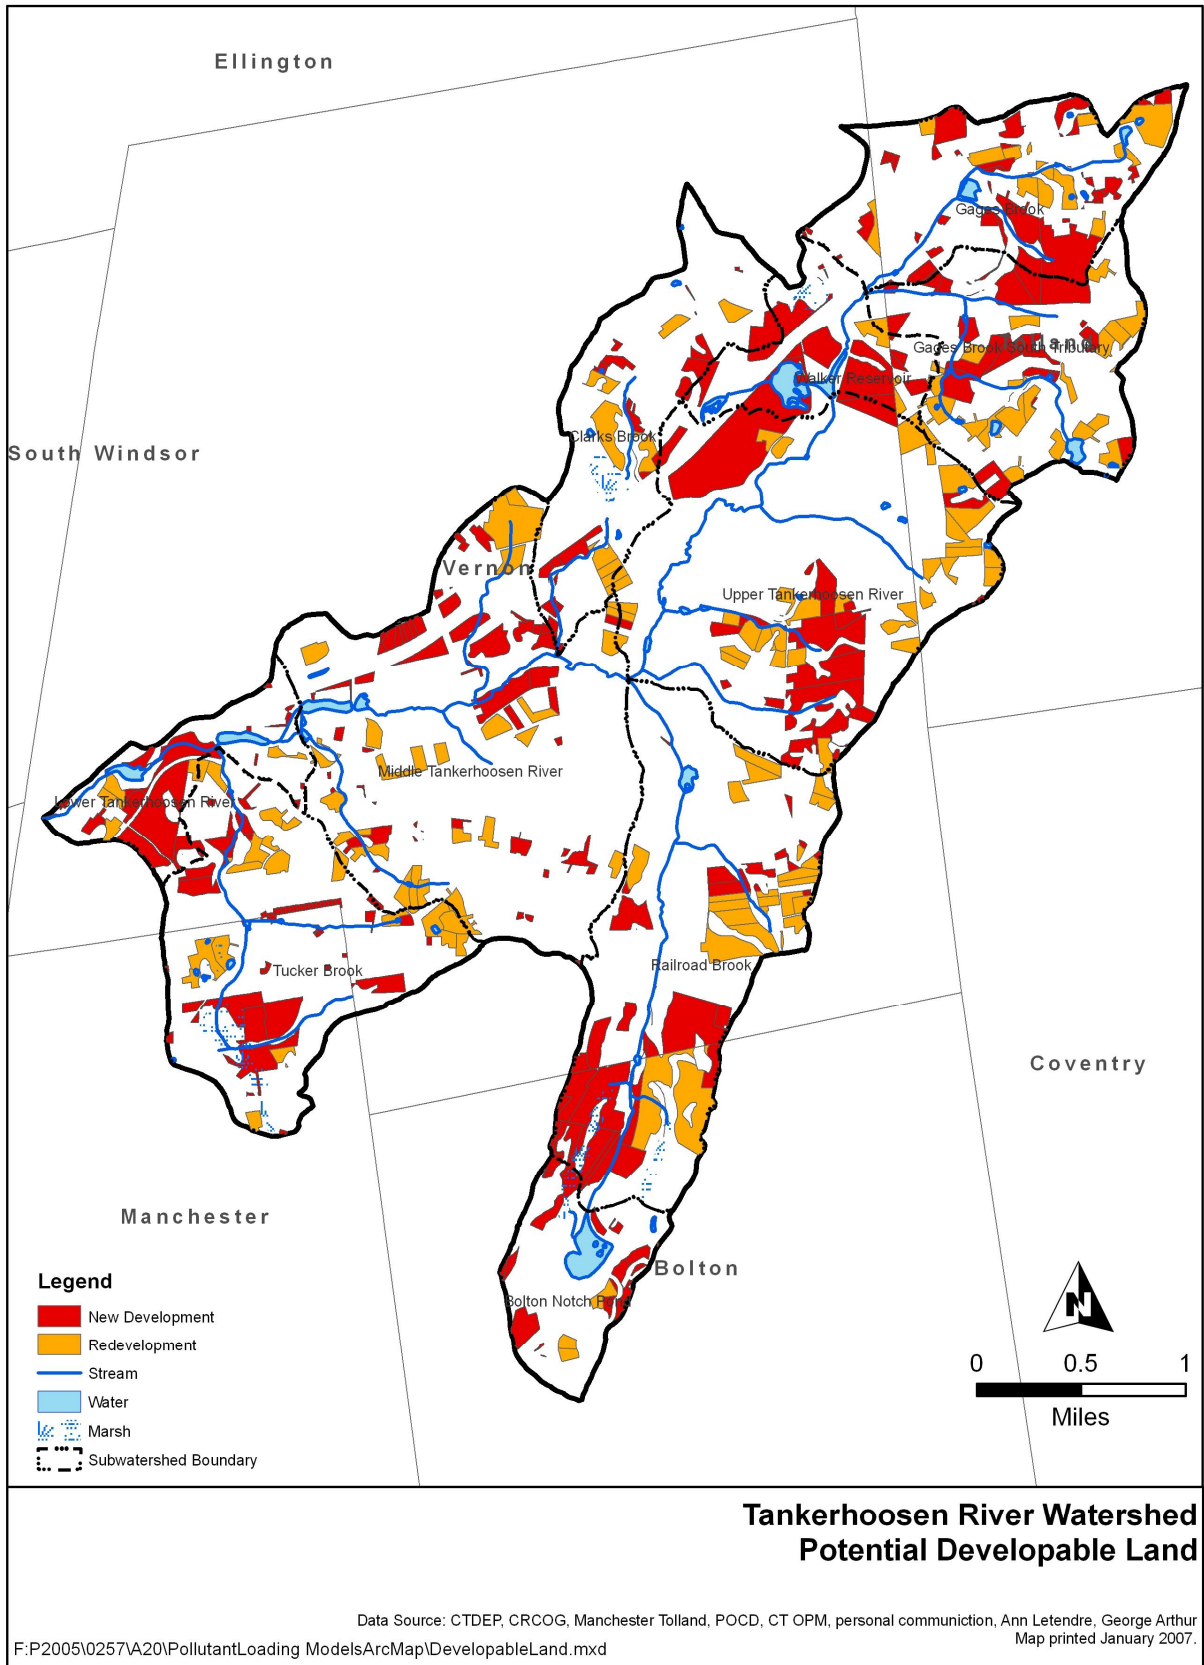 Ellington
Gages Brook
Tolland
Gages Brook South Tributary
Walker Reservoir
Clarks Brook
South Windsor
Vernon
Upper Tankerhoosen River
Middle Tankerhoosen River
Lower Tankerhoosen River
Tucker Brook
Railroad Brook
Coventry
Manchester
Bolton
Bolton Notch Pond
Legend
New Development
Redevelopment
Stream
Water
Marsh
Subwatershed Boundary
N
0 0.5 1
Miles
Tankerhoosen River Watershed
Potential Developable Land
Data Source: CTDEP, CRCOG, Manchester Tolland, POCD, CT OPM, personal communiction, Ann Letendre, George Arthur
Map printed January 2007.
F:P2005\0257\A20\PollutantLoading ModelsArcMap\DevelopableLand.mxd